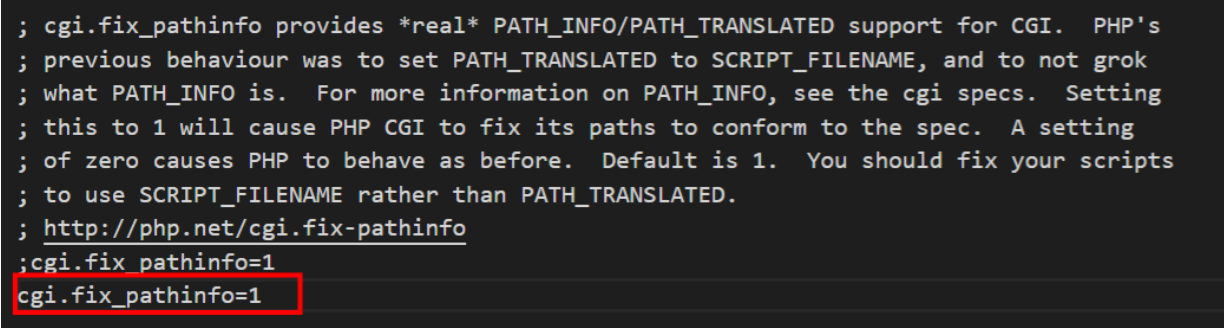 ; cgi.fix_pathinfo provides *real* PATH_INFO/PATH_TRANSLATED support for CGI.  PHP's
; previous behaviour was to set PATH_TRANSLATED to SCRIPT_FILENAME, and to not grok
; what PATH_INFO is.  For more information on PATH_INFO, see the cgi specs.  Setting
; this to 1 will cause PHP CGI to fix its paths to conform to the spec.  A setting
; of zero causes PHP to behave as before.  Default is 1.  You should fix your scripts
; to use SCRIPT_FILENAME rather than PATH_TRANSLATED.
; http://php.net/cgi.fix-pathinfo
;cgi.fix_pathinfo=1
cgi.fix_pathinfo=1